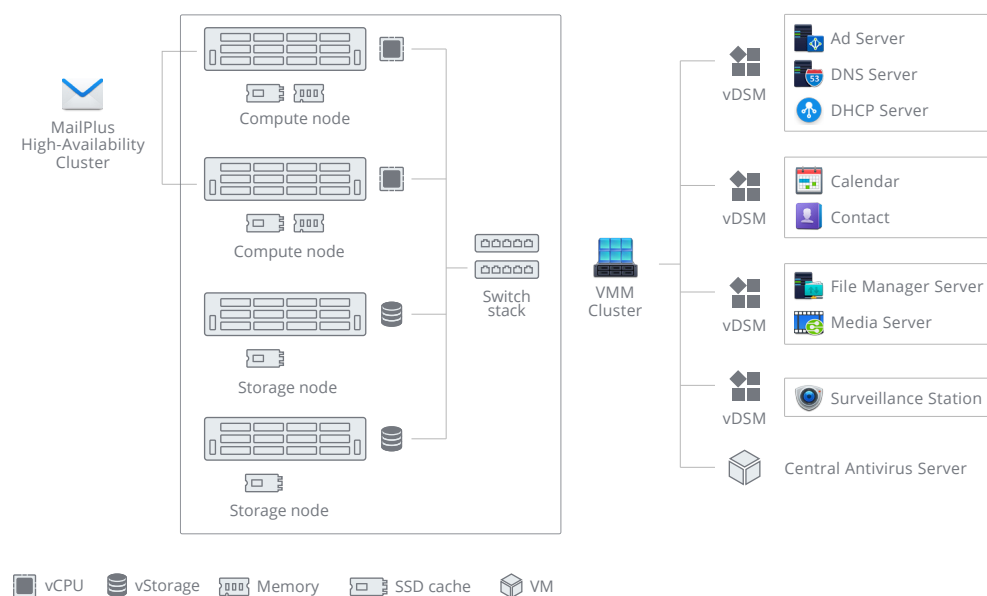 MailPlus
High-Availability
Cluster
Compute node
Compute node
Storage node
Storage node
Switch
stack
VMM
Cluster
vDSM
Ad Server
53
DNS Server
DHCP Server
vDSM
Calendar
Contact
vDSM
File Manager Server
Media Server
vDSM
Surveillance Station
Central Antivirus Server
vCPU
vStorage
Memory
SSD cache
VM